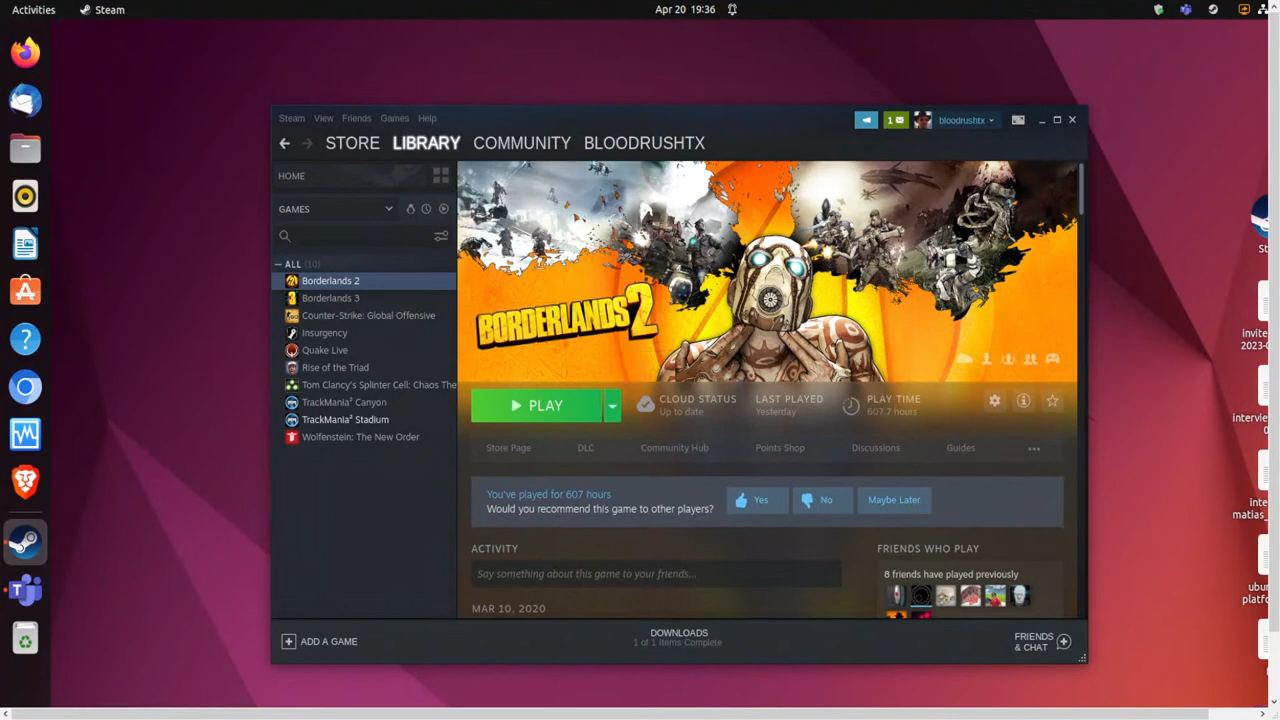 Activities
Steam
Apr 20 19:36
Steam View Friends Games Help
1
bloodrushtx
STORE LIBRARY COMMUNITY BLOODRUSHTX
HOME
GAMES
ALL (10)
Borderlands 2
Borderlands 3
Counter-Strike: Global Offensive
Insurgency
Quake Live
Rise of the Triad
Tom Clancy's Splinter Cell: Chaos The
TrackMania² Canyon
TrackMania² Stadium
Wolfenstein: The New Order
BORDERLANDS 2
PLAY
CLOUD STATUS
Up to date
LAST PLAYED
Yesterday
PLAY TIME
607.7 hours
Store Page DLC Community Hub Points Shop Discussions Guides
You've played for 607 hours
Would you recommend this game to other players?
Yes
No
Maybe Later
ACTIVITY
Say something about this game to your friends...
MAR 10, 2020
FRIENDS WHO PLAY
8 friends have played previously
ADD A GAME
DOWNLOADS
1 of 1 Items Complete
FRIENDS
& CHAT
St
invite
2023-0
interv
inte
matias_
ubu
platfo